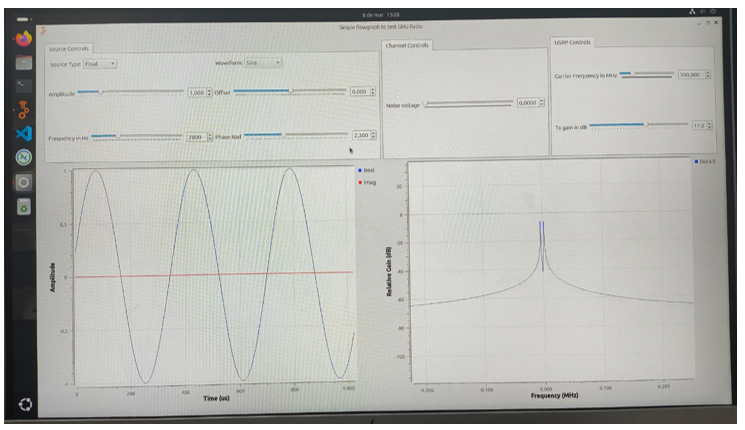 6 de mar 15:28
Simple flowgraph to test GNU Radio
Source Controls
Source Type: Float
Waveform: Sine
Amplitude
1,000
Offset
0,000
Frequency in Hz
2800
Phase Rad
2,300
Channel Controls
Noise voltage
0,0000
USRP Controls
Carrier Frequency in MHz
500,000
Tx gain in dB
17,0
Real
Imag
1
0,5
0
-0,5
-1
Amplitude
0
200
400
600
800
1.000
Time (us)
Data 0
20
0
-20
-40
-60
-80
-100
Relative Gain (dB)
-0.200
-0.100
0.000
0.100
0.200
Frequency (MHz)